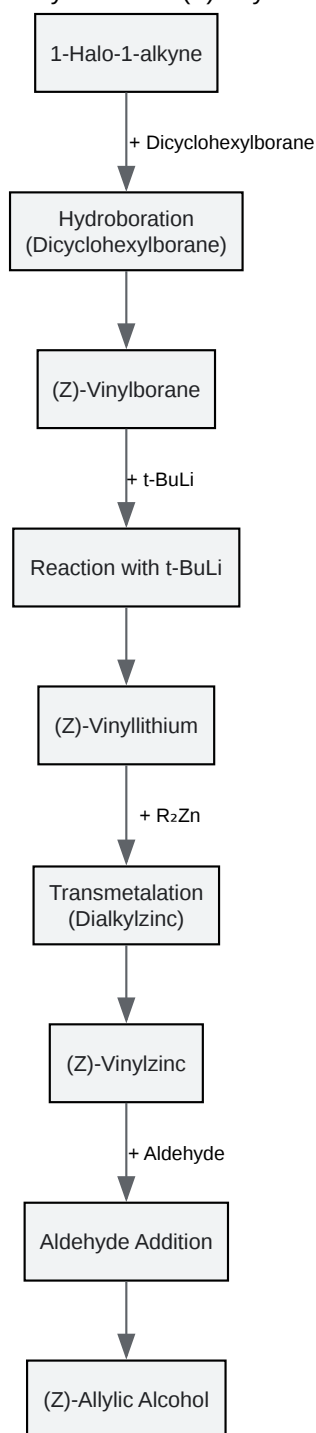 1-Halo-1-alkyne
+ Dicyclohexylborane
Hydroboration
(Dicyclohexylborane)
(Z)-Vinylborane
+ t-BuLi
Reaction with t-BuLi
(Z)-Vinyllithium
+ R₂Zn
Transmetalation
(Dialkylzinc)
(Z)-Vinylzinc
+ Aldehyde
Aldehyde Addition
(Z)-Allylic Alcohol